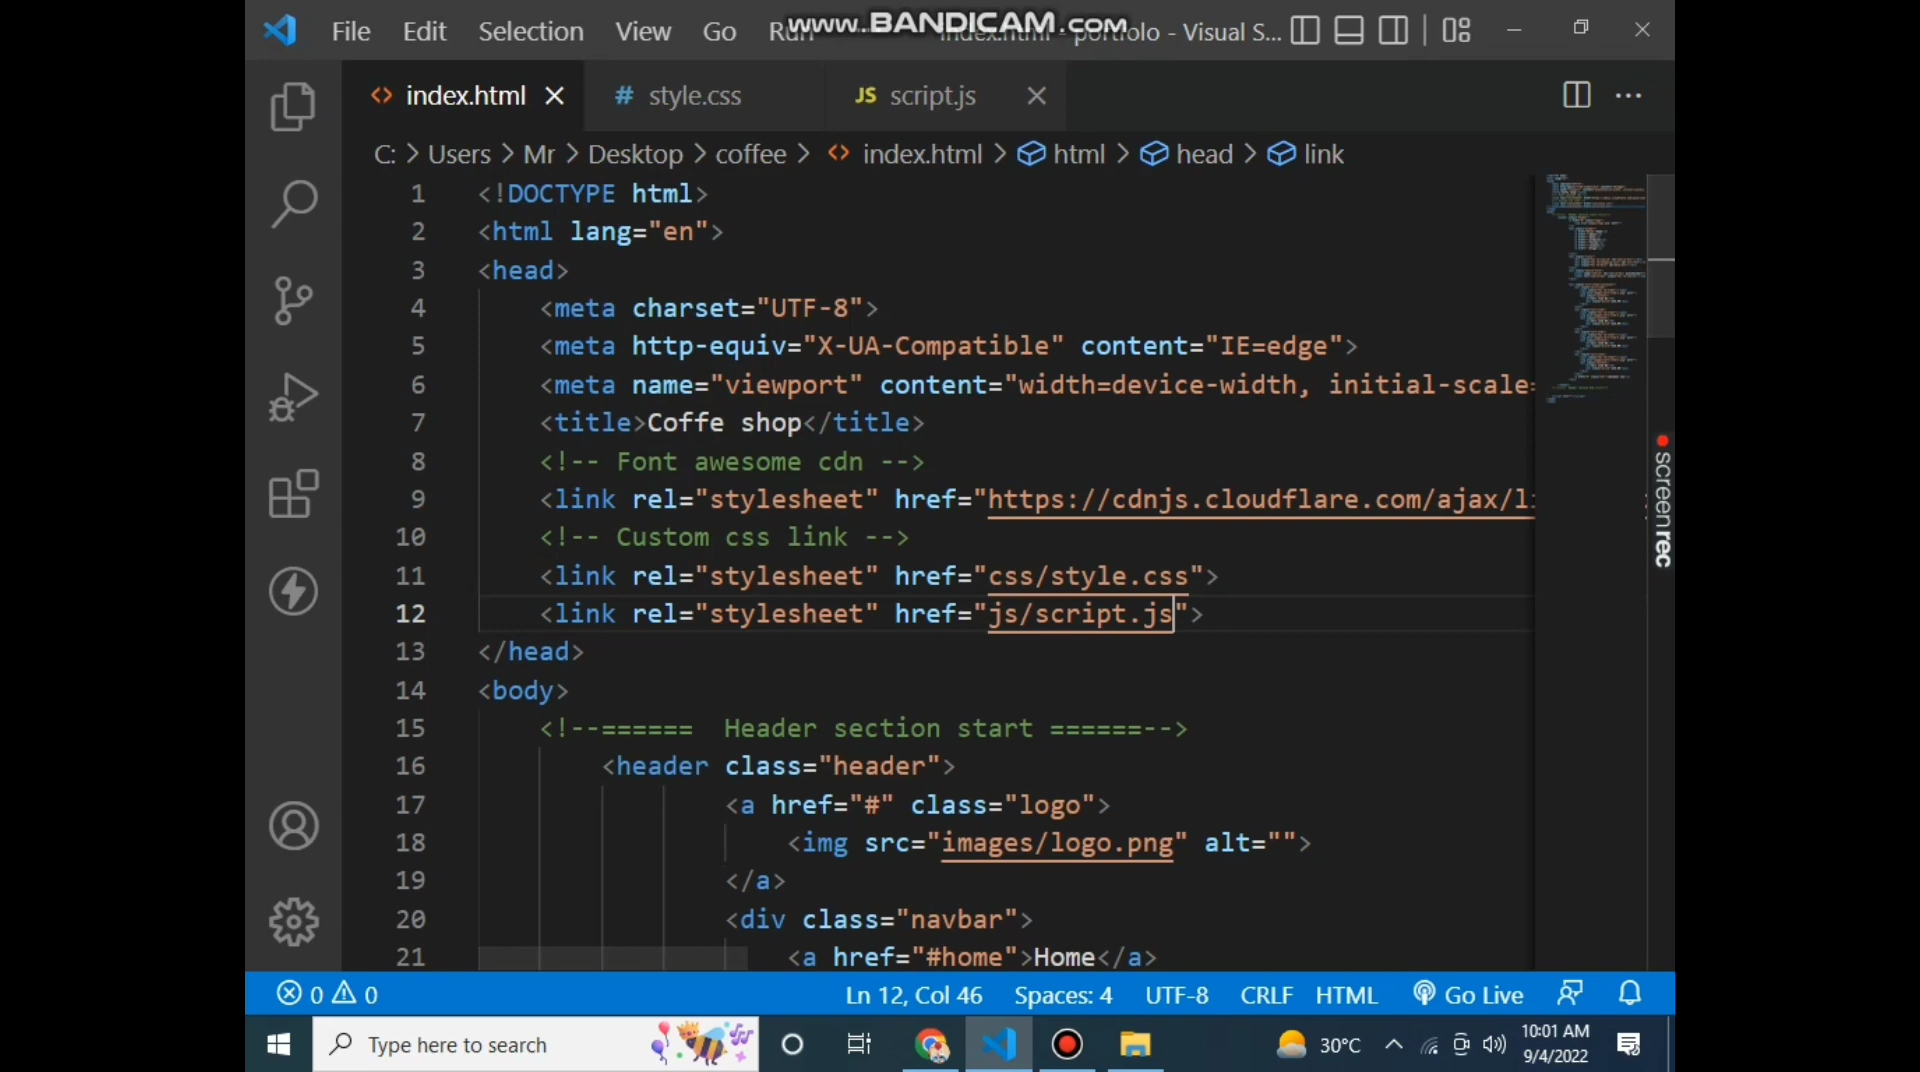 File Edit Selection View Go Run index.html - portfolo - Visual S...
www.BANDICAM.com
index.html
# style.css
JS script.js
C: > Users > Mr > Desktop > coffee > index.html > html > head > link
1 <!DOCTYPE html>
2 <html lang="en">
3 <head>
4 <meta charset="UTF-8">
5 <meta http-equiv="X-UA-Compatible" content="IE=edge">
6 <meta name="viewport" content="width=device-width, initial-scale=
7 <title>Coffe shop</title>
8 <!-- Font awesome cdn -->
9 <link rel="stylesheet" href="https://cdnjs.cloudflare.com/ajax/li
10 <!-- Custom css link -->
11 <link rel="stylesheet" href="css/style.css">
12 <link rel="stylesheet" href="js/script.js">
13 </head>
14 <body>
15 <!--====== Header section start ======-->
16 <header class="header">
17 <a href="#" class="logo">
18 <img src="images/logo.png" alt="">
19 </a>
20 <div class="navbar">
21 <a href="#home">Home</a>
screenrec
0 0 Ln 12, Col 46 Spaces: 4 UTF-8 CRLF HTML Go Live
Type here to search
30°C
10:01 AM
9/4/2022